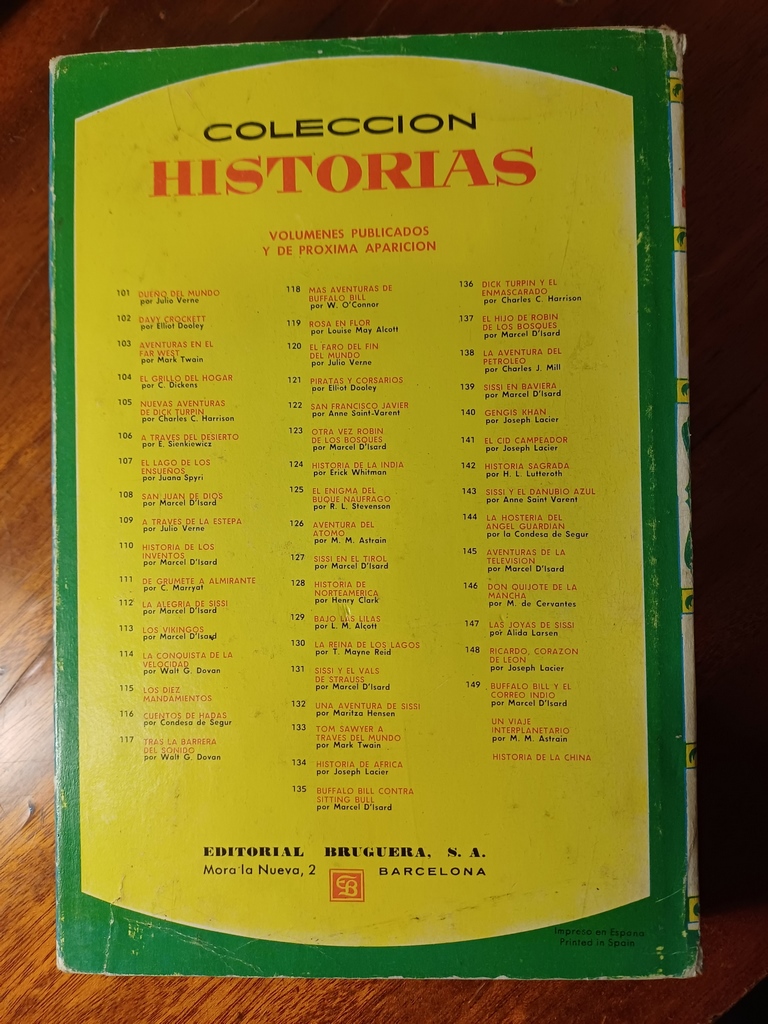 COLECCION
HISTORIAS
VOLUMENES PUBLICADOS
Y DE PROXIMA APARICION
101 DUEÑO DEL MUNDO
por Julio Verne
102 DAVY CROCKETT
por Elliot Dooley
103 AVENTURAS EN EL
FAR WEST
por Mark Twain
104 EL GRILLO DEL HOGAR
por C. Dickens
105 NUEVAS AVENTURAS
DE DICK TURPIN
por Charles C. Harrison
106 A TRAVES DEL DESIERTO
por E. Sienkiewicz
107 EL LAGO DE LOS
ENSUEÑOS
por Juana Spyri
108 SAN JUAN DE DIOS
por Marcel D'Isard
109 A TRAVES DE LA ESTEPA
por Julio Verne
110 HISTORIA DE LOS
INVENTOS
por Marcel D'Isard
111 DE GRUMETE A ALMIRANTE
por C. Marryat
112 LA ALEGRIA DE SISSI
por Marcel D'Isard
113 LOS VIKINGOS
por Marcel D'Isard
114 LA CONQUISTA DE LA
VELOCIDAD
por Walt G. Dovan
115 LOS DIEZ
MANDAMIENTOS
116 CUENTOS DE HADAS
por Condesa de Segur
117 TRAS LA BARRERA
DEL SONIDO
por Walt G. Dovan
118 MAS AVENTURAS DE
BUFFALO BILL
por W. O'Connor
119 ROSA EN FLOR
por Louise May Alcott
120 EL FARO DEL FIN
DEL MUNDO
por Julio Verne
121 PIRATAS Y CORSARIOS
por Elliot Dooley
122 SAN FRANCISCO JAVIER
por Anne Saint-Varent
123 OTRA VEZ ROBIN
DE LOS BOSQUES
por Marcel D'Isard
124 HISTORIA DE LA INDIA
por Erick Whitman
125 EL ENIGMA DEL
BUQUE NAUFRAGO
por R. L. Stevenson
126 AVENTURA DEL
ATOMO
por M. M. Astrain
127 SISSI EN EL TIROL
por Marcel D'Isard
128 HISTORIA DE
NORTEAMERICA
por Henry Clark
129 BAJO LAS LILAS
por L. M. Alcott
130 LA REINA DE LOS LAGOS
por T. Mayne Reid
131 SISSI Y EL VALS
DE STRAUSS
por Marcel D'Isard
132 UNA AVENTURA DE SISSI
por Maritza Hensen
133 TOM SAWYER A
TRAVES DEL MUNDO
por Mark Twain
134 HISTORIA DE AFRICA
por Joseph Lacier
135 BUFFALO BILL CONTRA
SITTING BULL
por Marcel D'Isard
136 DICK TURPIN Y EL
ENMASCARADO
por Charles C. Harrison
137 EL HIJO DE ROBIN
DE LOS BOSQUES
por Marcel D'Isard
138 LA AVENTURA DEL
PETROLEO
por Charles J. Mill
139 SISSI EN BAVIERA
por Marcel D'Isard
140 GENGIS KHAN
por Joseph Lacier
141 EL CID CAMPEADOR
por Joseph Lacier
142 HISTORIA SAGRADA
por H. L. Lutteroth
143 SISSI Y EL DANUBIO AZUL
por Anne Saint Varent
144 LA HOSTERIA DEL
ANGEL GUARDIAN
por la Condesa de Segur
145 AVENTURAS DE LA
TELEVISION
por Marcel D'Isard
146 DON QUIJOTE DE LA
MANCHA
por M. de Cervantes
147 LAS JOYAS DE SISSI
por Alida Larsen
148 RICARDO, CORAZON
DE LEON
por Joseph Lacier
149 BUFFALO BILL Y EL
CORREO INDIO
por Marcel D'Isard
UN VIAJE
INTERPLANETARIO
por M. M. Astrain
HISTORIA DE LA CHINA
EDITORIAL BRUGUERA, S. A.
Mora la Nueva, 2 EB BARCELONA
Impreso en España
Printed in Spain